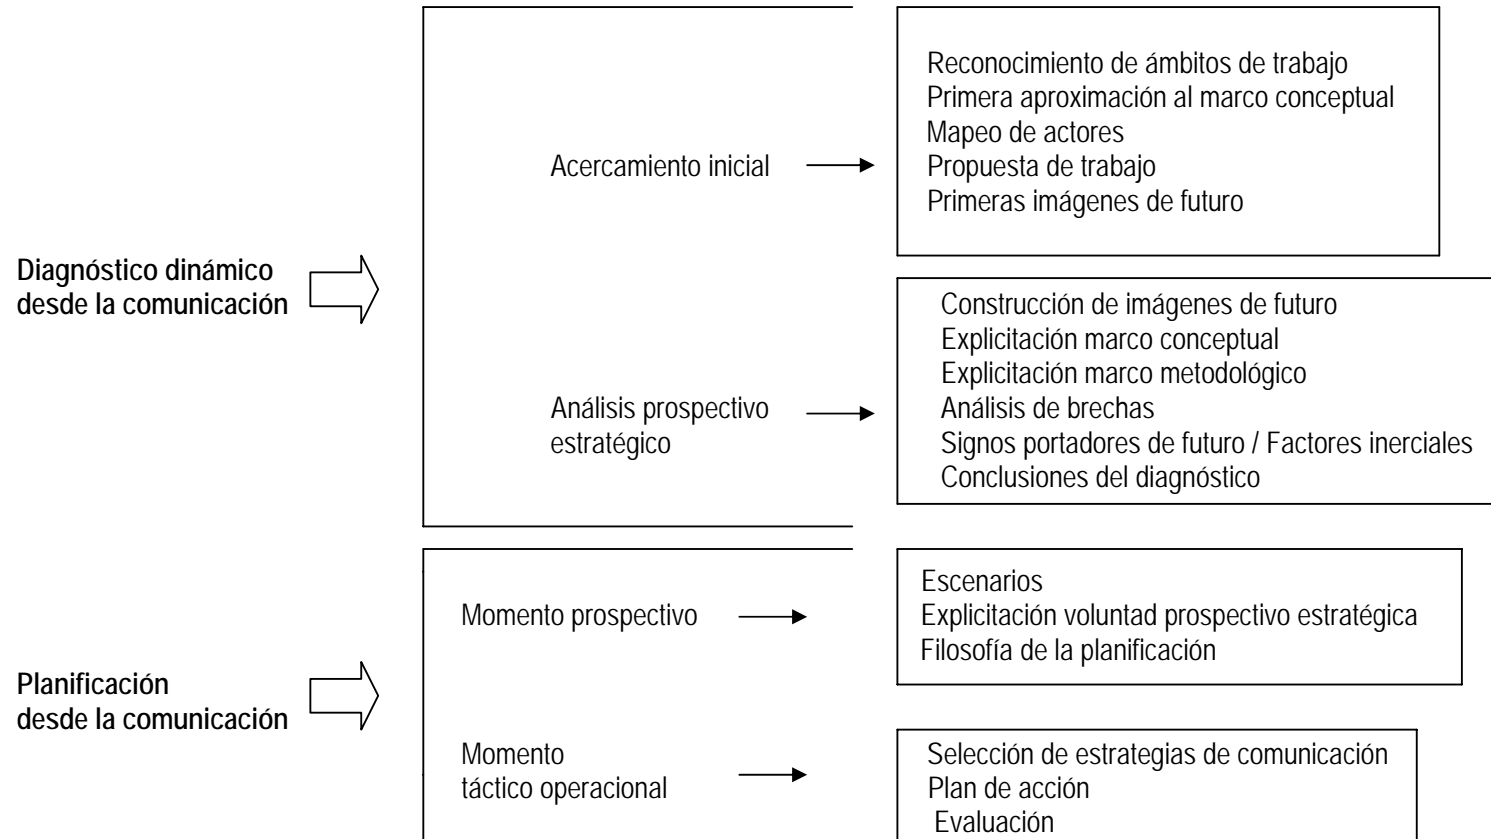 Diagnóstico dinámico
desde la comunicación
Acercamiento inicial
Reconocimiento de ámbitos de trabajo
Primera aproximación al marco conceptual
Mapeo de actores
Propuesta de trabajo
Primeras imágenes de futuro
Análisis prospectivo
estratégico
Construcción de imágenes de futuro
Explicitación marco conceptual
Explicitación marco metodológico
Análisis de brechas
Signos portadores de futuro / Factores inerciales
Conclusiones del diagnóstico
Planificación
desde la comunicación
Momento prospectivo
Escenarios
Explicitación voluntad prospectivo estratégica
Filosofía de la planificación
Momento
táctico operacional
Selección de estrategias de comunicación
Plan de acción
Evaluación